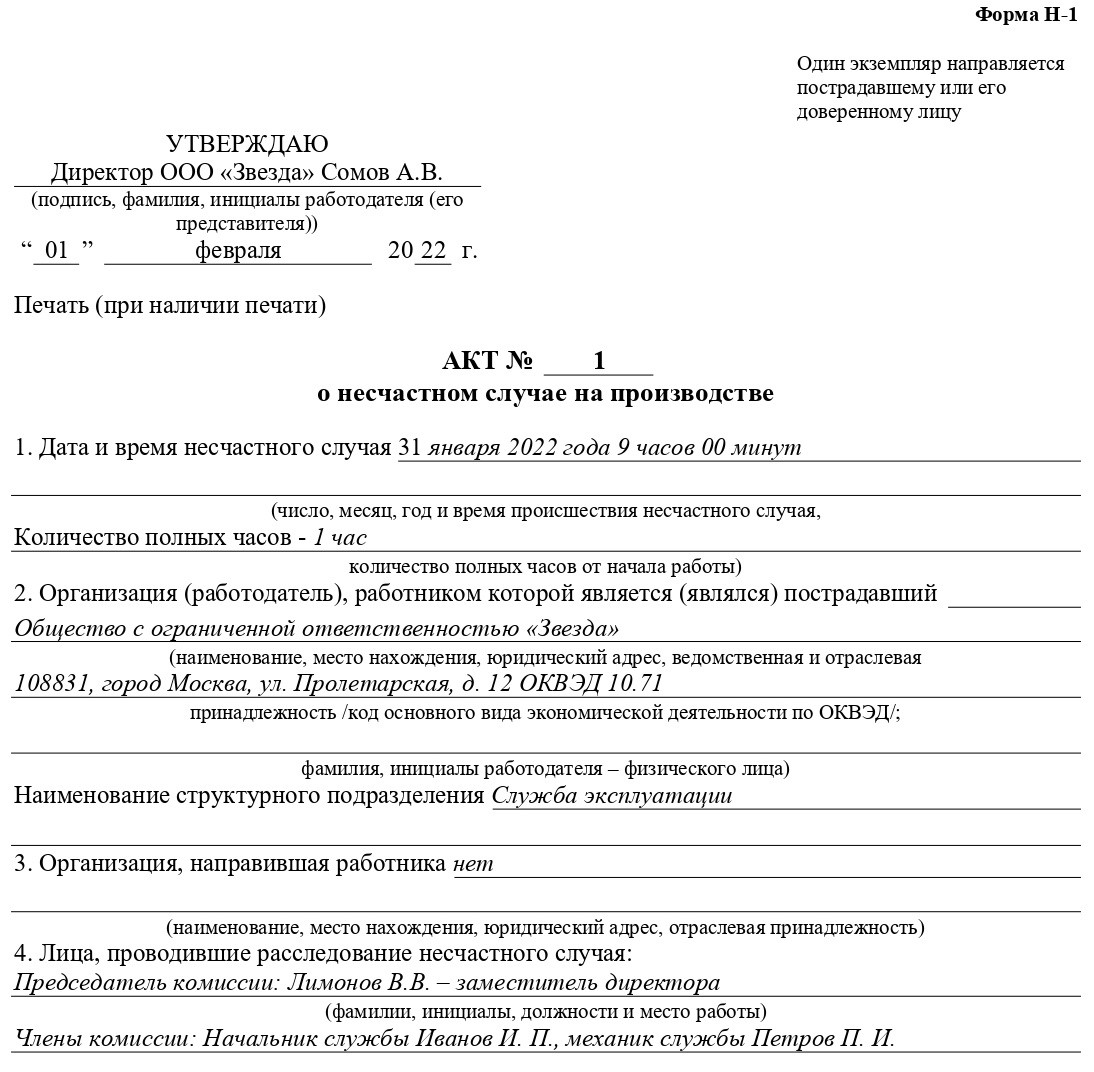 Форма Н-1
Один экземпляр направляется
пострадавшему или его
доверенному лицу
УТВЕРЖДАЮ
Директор ООО «Звезда» Сомов А.В.
(подпись, фамилия, инициалы работодателя (его
представителя))
“ 01 ” февраля 20 22 г.
Печать (при наличии печати)
АКТ № 1
о несчастном случае на производстве
1. Дата и время несчастного случая 31 января 2022 года 9 часов 00 минут
(число, месяц, год и время происшествия несчастного случая,
Количество полных часов - 1 час
количество полных часов от начала работы)
2. Организация (работодатель), работником которой является (являлся) пострадавший
Общество с ограниченной ответственностью «Звезда»
(наименование, место нахождения, юридический адрес, ведомственная и отраслевая
108831, город Москва, ул. Пролетарская, д. 12 ОКВЭД 10.71
принадлежность /код основного вида экономической деятельности по ОКВЭД/;
фамилия, инициалы работодателя – физического лица)
Наименование структурного подразделения Служба эксплуатации
3. Организация, направившая работника нет
(наименование, место нахождения, юридический адрес, отраслевая принадлежность)
4. Лица, проводившие расследование несчастного случая:
Председатель комиссии: Лимонов В.В. – заместитель директора
(фамилии, инициалы, должности и место работы)
Члены комиссии: Начальник службы Иванов И. П., механик службы Петров П. И.